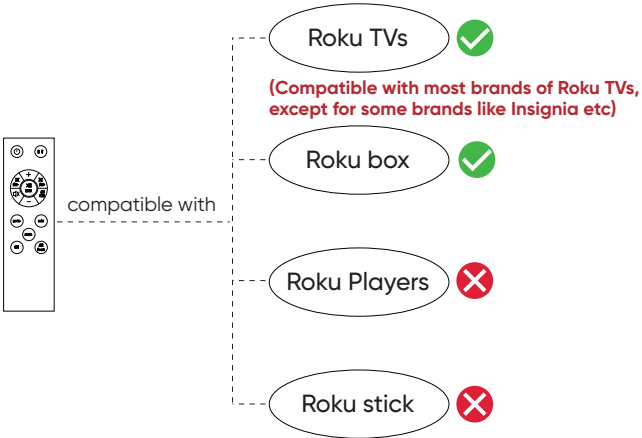 Roku TVs
(Compatible with most brands of Roku TVs,
except for some brands like Insignia etc)
Roku box
compatible with
Roku Players
Roku stick